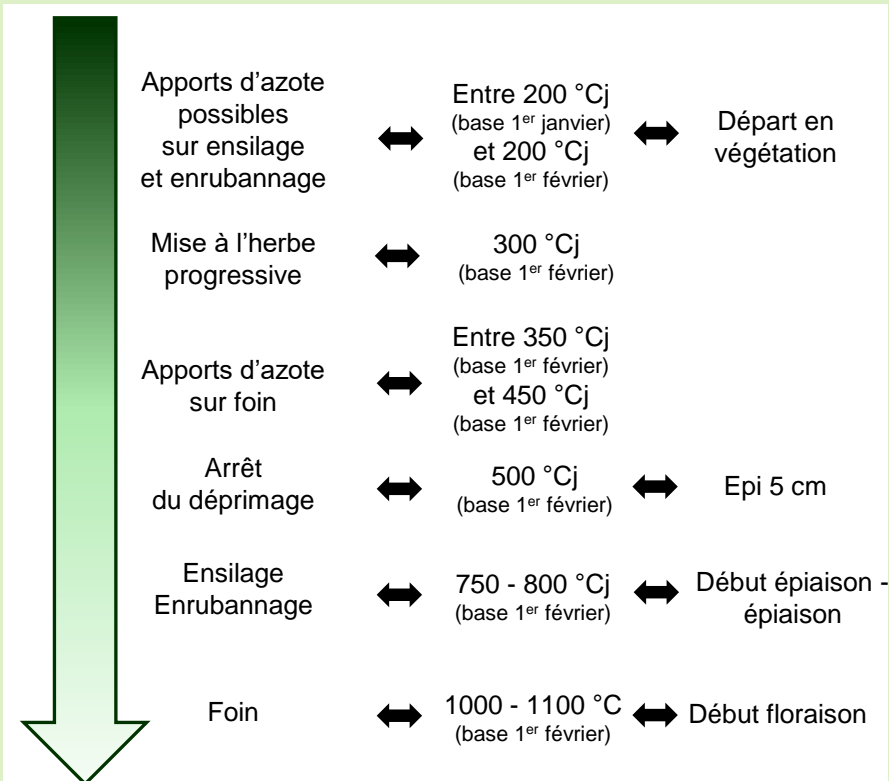 Apports d'azote
possibles
sur ensilage
et enrubannage
Entre 200 °Cj
(base 1er janvier)
et 200 °Cj
(base 1er février)
Départ en
végétation
Mise à l'herbe
progressive
300 °Cj
(base 1er février)
Apports d'azote
sur foin
Entre 350 °Cj
(base 1er février)
et 450 °Cj
(base 1er février)
Arrêt
du déprimage
500 °Cj
(base 1er février)
Epi 5 cm
Ensilage
Enrubannage
750 - 800 °Cj
(base 1er février)
Début épiaison -
épiaison
Foin
1000 - 1100 °C
(base 1er février)
Début floraison